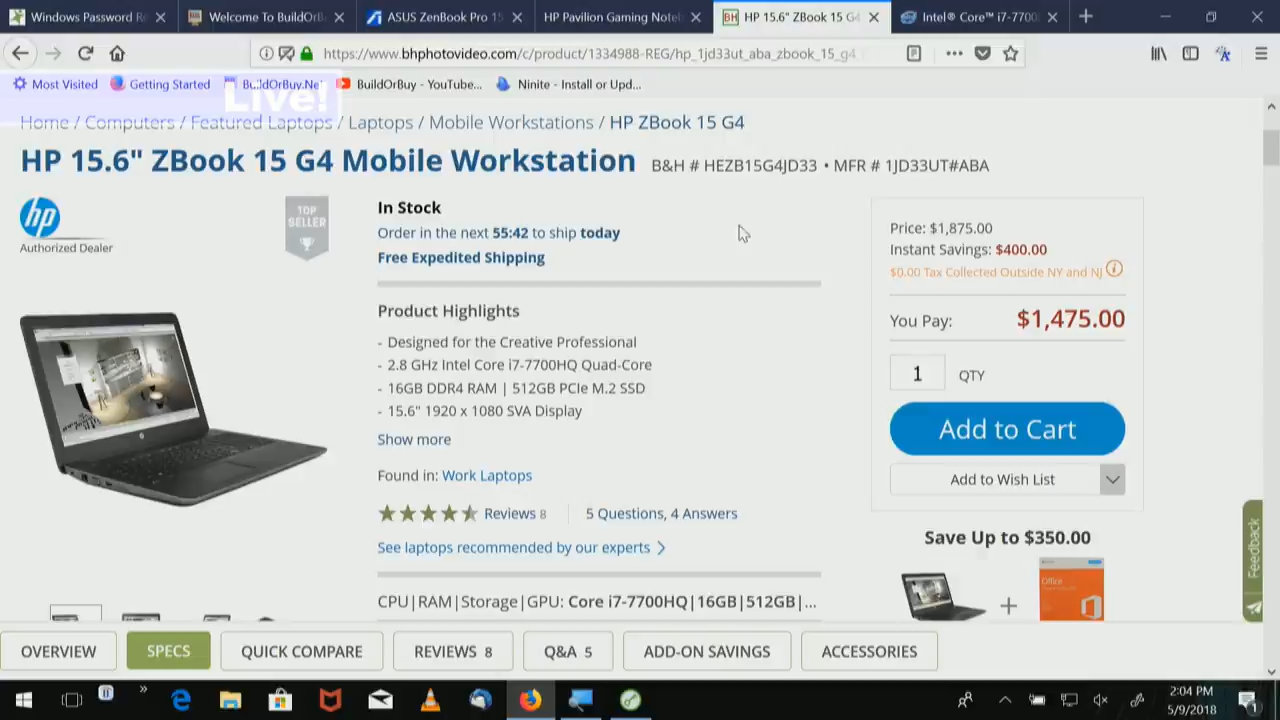 Windows Password Re
Welcome To BuildOrB
ASUS ZenBook Pro 15
HP Pavilion Gaming Noteb
BH HP 15.6" ZBook 15 G4
Intel® Core™ i7-7700
https://www.bhphotovideo.com/c/product/1334988-REG/hp_1jd33ut_aba_zbook_15_g4
Most Visited
Getting Started
BuildOrBuy.Net
BuildOrBuy - YouTube...
Ninite - Install or Upd...
Live!
Home / Computers / Featured Laptops / Laptops / Mobile Workstations / HP ZBook 15 G4
HP 15.6" ZBook 15 G4 Mobile Workstation B&H # HEZB15G4JD33 • MFR # 1JD33UT#ABA
hp
Authorized Dealer
TOP
SELLER
In Stock
Order in the next 55:42 to ship today
Free Expedited Shipping
Product Highlights
- Designed for the Creative Professional
- 2.8 GHz Intel Core i7-7700HQ Quad-Core
- 16GB DDR4 RAM | 512GB PCIe M.2 SSD
- 15.6" 1920 x 1080 SVA Display
Show more
Found in: Work Laptops
Reviews 8
5 Questions, 4 Answers
See laptops recommended by our experts
CPU|RAM|Storage|GPU: Core i7-7700HQ|16GB|512GB|...
Price: $1,875.00
Instant Savings: $400.00
$0.00 Tax Collected Outside NY and NJ
You Pay: $1,475.00
1 QTY
Add to Cart
Add to Wish List
Save Up to $350.00
Office
+
Feedback
OVERVIEW
SPECS
QUICK COMPARE
REVIEWS 8
Q&A 5
ADD-ON SAVINGS
ACCESSORIES
2:04 PM
5/9/2018
1